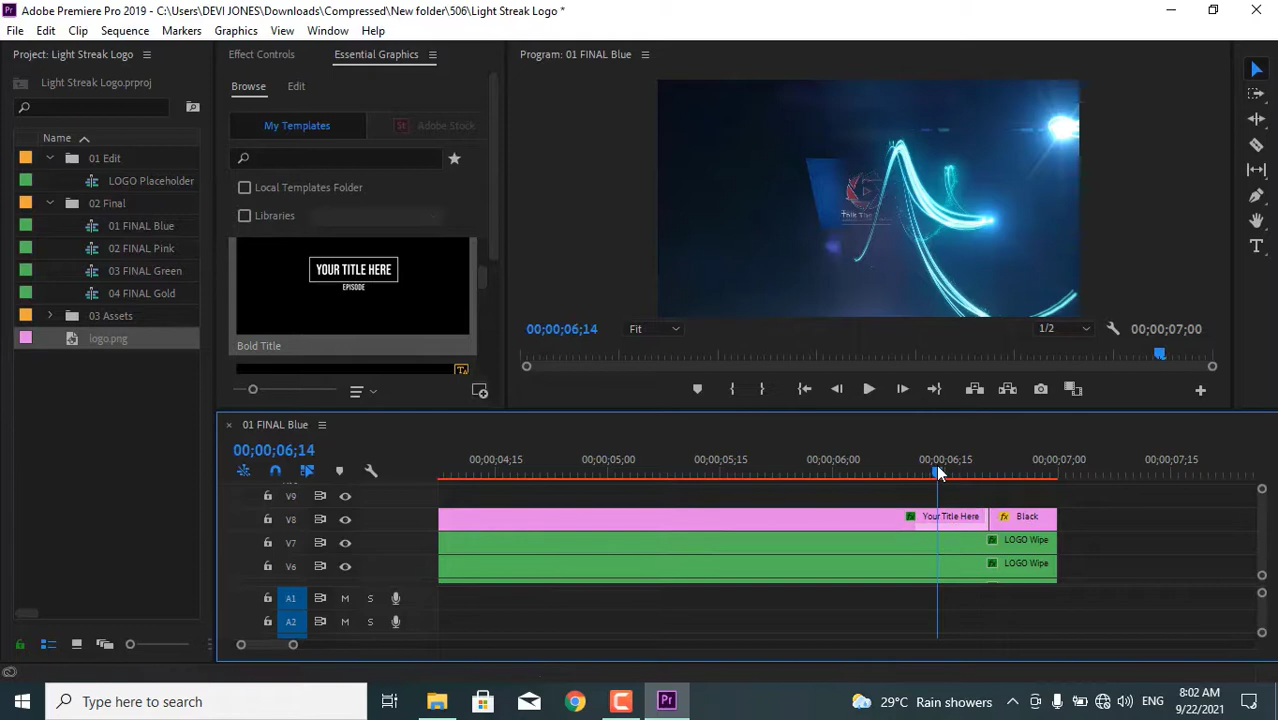 Adobe Premiere Pro 2019 - C:\Users\DEVI JONES\Downloads\Compressed\New folder\506\Light Streak Logo *
File Edit Clip Sequence Markers Graphics View Window Help
Project: Light Streak Logo
Light Streak Logo.prproj
Name
01 Edit
LOGO Placeholder
02 Final
01 FINAL Blue
02 FINAL Pink
03 FINAL Green
04 FINAL Gold
03 Assets
logo.png
Effect Controls Essential Graphics
Browse Edit
My Templates Adobe Stock
Local Templates Folder
Libraries
YOUR TITLE HERE
EPISODE
Bold Title
Program: 01 FINAL Blue
00;00;06;14 Fit 1/2 00;00;07;00
01 FINAL Blue
00;00;06;14
00;00;04;15 00;00;05;00 00;00;05;15 00;00;06;00 00;00;06;15 00;00;07;00 00;00;07;15
V9
V8 Your Title Here Black
V7 LOGO Wipe
V6 LOGO Wipe
A1 M S
A2 M S
Type here to search
29°C Rain showers ENG 8:02 AM
9/22/2021